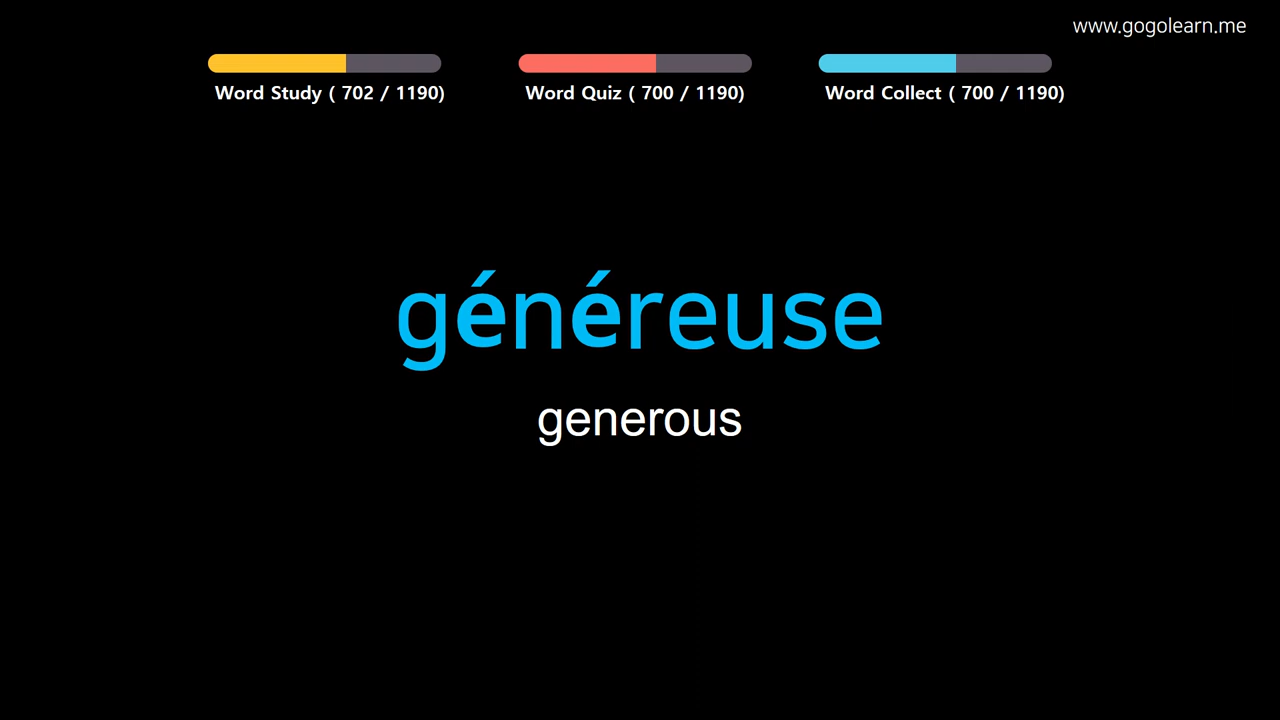 www.gogolearn.me
Word Study ( 702 / 1190)
Word Quiz ( 700 / 1190)
Word Collect ( 700 / 1190)
généreuse
generous